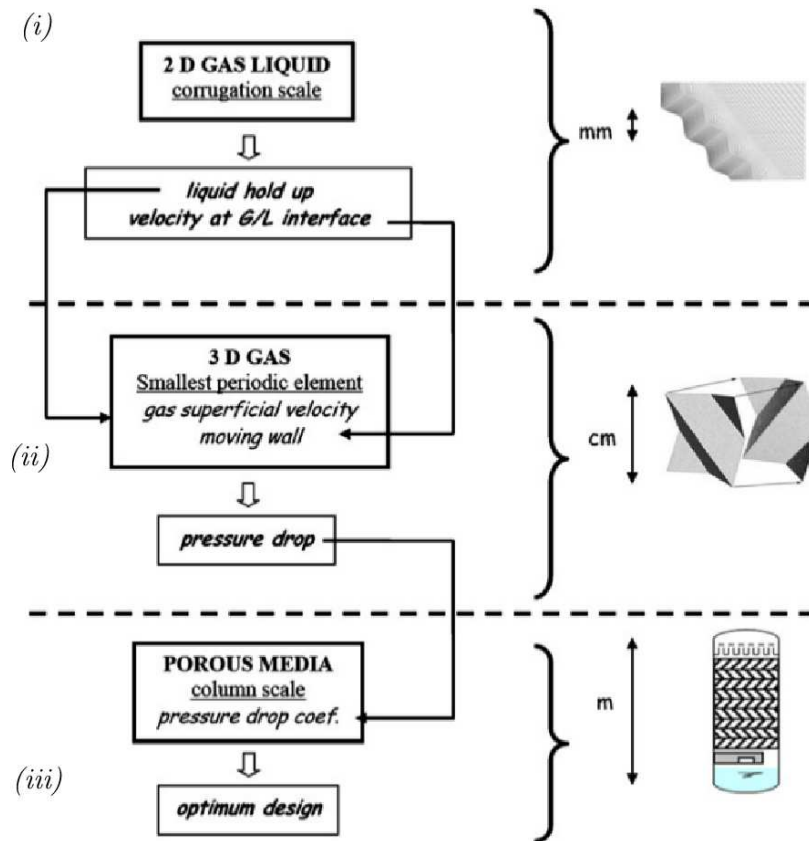 (i)
2 D GAS LIQUID
corrugation scale
mm
liquid hold up
velocity at G/L interface
3 D GAS
Smallest periodic element
gas superficial velocity
moving wall
(ii)
cm
pressure drop
POROUS MEDIA
column scale
pressure drop coef.
m
(iii)
optimum design